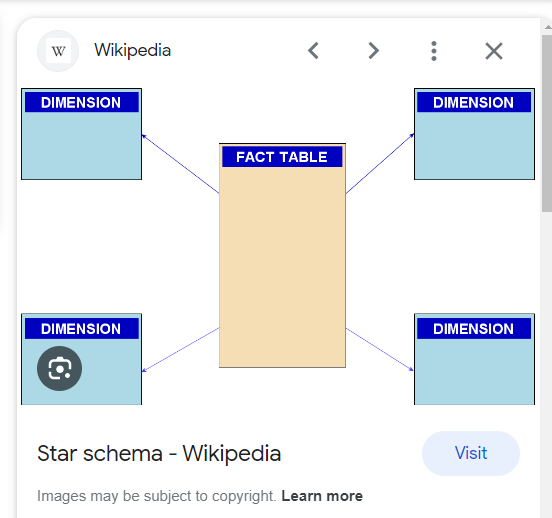 W Wikipedia
DIMENSION DIMENSION
FACT TABLE
DIMENSION DIMENSION
Star schema - Wikipedia Visit
Images may be subject to copyright. Learn more